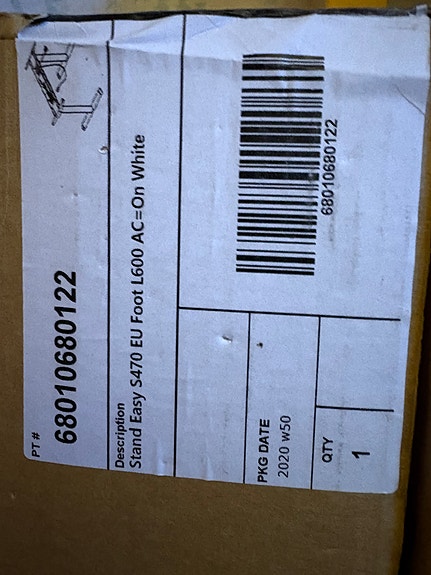 PT #
68010680122
Description
Stand Easy S470 EU Foot L600 AC=On White
68010680122
PKG DATE
2020 w50
QTY
1